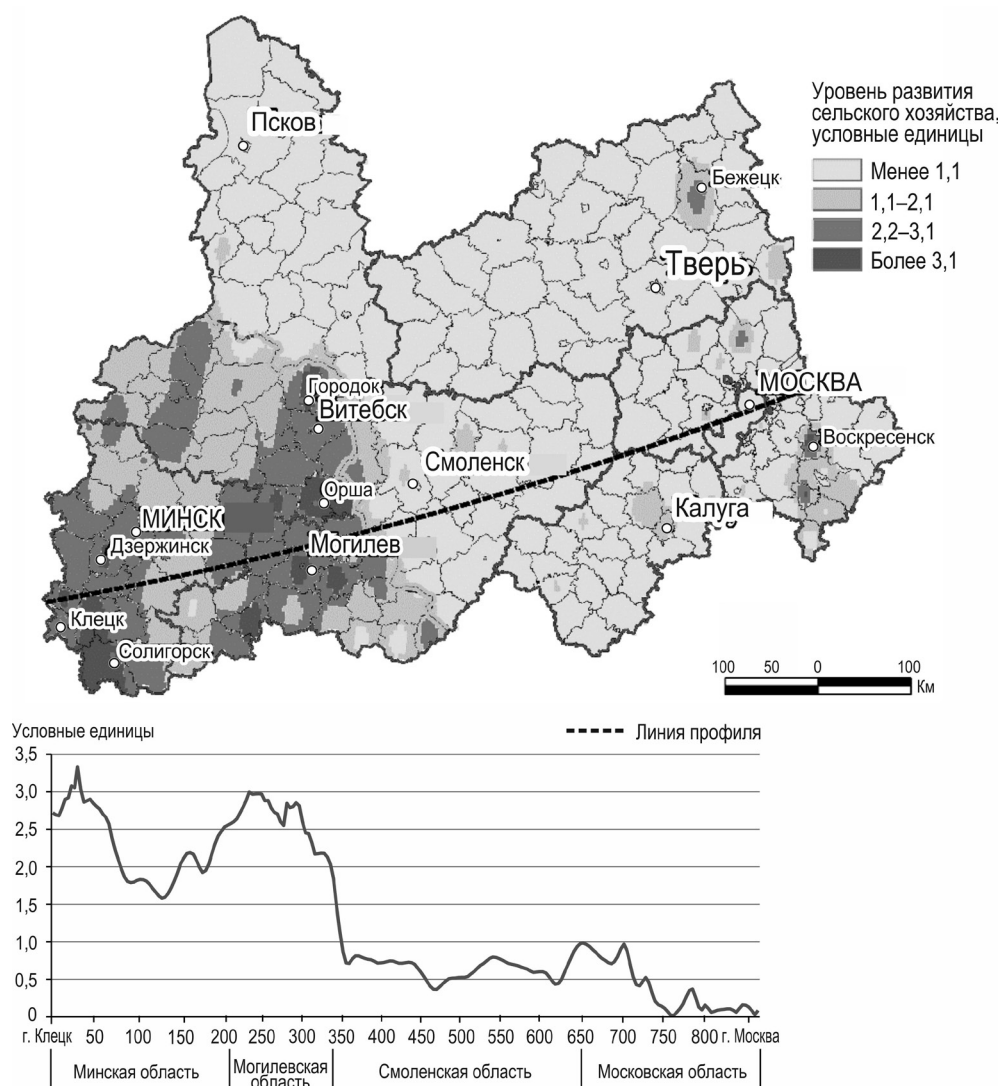 Псков
Уровень развития
сельского хозяйства,
условные единицы
Менее 1,1
1,1–2,1
2,2–3,1
Более 3,1
Бежецк
Тверь
МОСКВА
Городок
Витебск
Воскресенск
Смоленск
Орша
Калуга
МИНСК
Могилев
Дзержинск
Клецк
Солигорск
100 50 0 100
Км
Условные единицы
Линия профиля
3,5
3,0
2,5
2,0
1,5
1,0
0,5
0
г. Клецк 50 100 150 200 250 300 350 400 450 500 550 600 650 700 750 800 г. Москва
Минская область
Могилевская
область
Смоленская область
Московская область